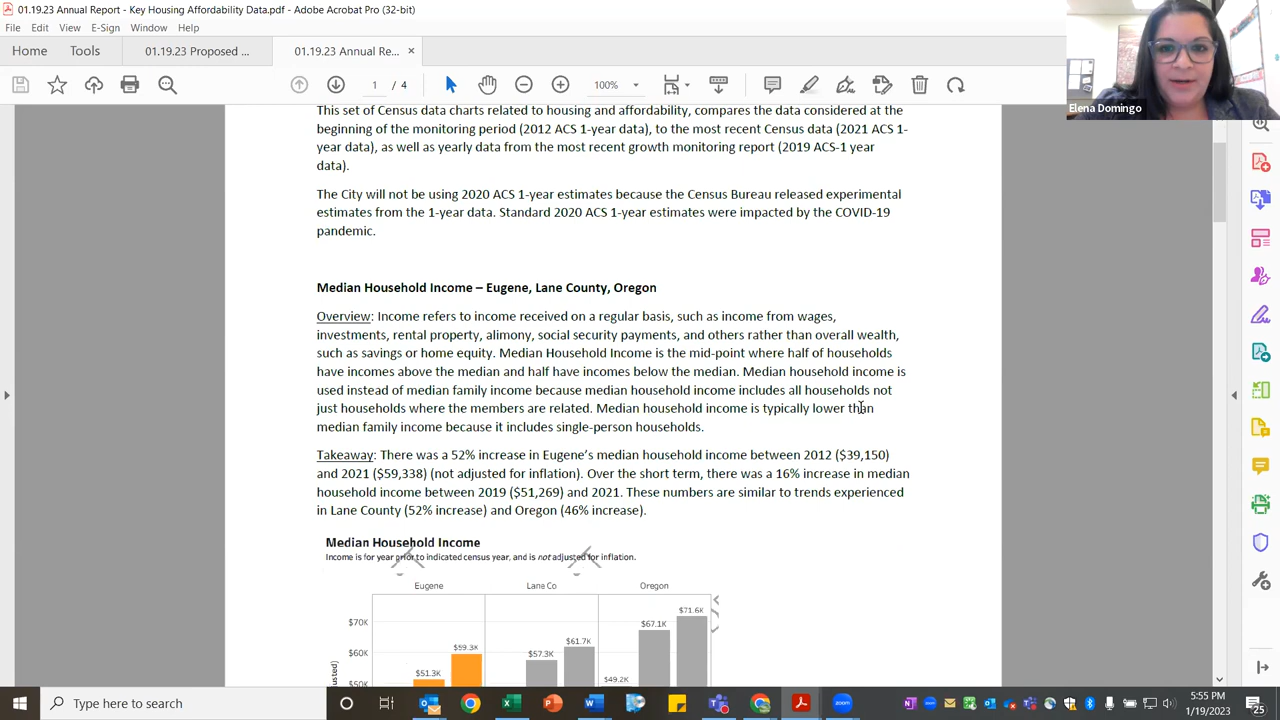 01.19.23 Annual Report - Key Housing Affordability Data.pdf - Adobe Acrobat Pro (32-bit)
File Edit View E-Sign Window Help
Home Tools 01.19.23 Proposed ... 01.19.23 Annual Re... ×
1 / 4 100%
Elena Domingo
This set of Census data charts related to housing and affordability, compares the data considered at the
beginning of the monitoring period (2012 ACS 1-year data), to the most recent Census data (2021 ACS 1-
year data), as well as yearly data from the most recent growth monitoring report (2019 ACS-1 year
data).
The City will not be using 2020 ACS 1-year estimates because the Census Bureau released experimental
estimates from the 1-year data. Standard 2020 ACS 1-year estimates were impacted by the COVID-19
pandemic.
Median Household Income – Eugene, Lane County, Oregon
Overview: Income refers to income received on a regular basis, such as income from wages,
investments, rental property, alimony, social security payments, and others rather than overall wealth,
such as savings or home equity. Median Household Income is the mid-point where half of households
have incomes above the median and half have incomes below the median. Median household income is
used instead of median family income because median household income includes all households not
just households where the members are related. Median household income is typically lower than
median family income because it includes single-person households.
Takeaway: There was a 52% increase in Eugene's median household income between 2012 ($39,150)
and 2021 ($59,338) (not adjusted for inflation). Over the short term, there was a 16% increase in median
household income between 2019 ($51,269) and 2021. These numbers are similar to trends experienced
in Lane County (52% increase) and Oregon (46% increase).
Median Household Income
Income is for year prior to indicated census year, and is not adjusted for inflation.
Eugene Lane Co Oregon
$71.6K
$70K
$67.1K
$61.7K
$60K
$59.3K
$57.3K
$51.3K
$49.2K
$50K
Type here to search
5:55 PM
1/19/2023
25